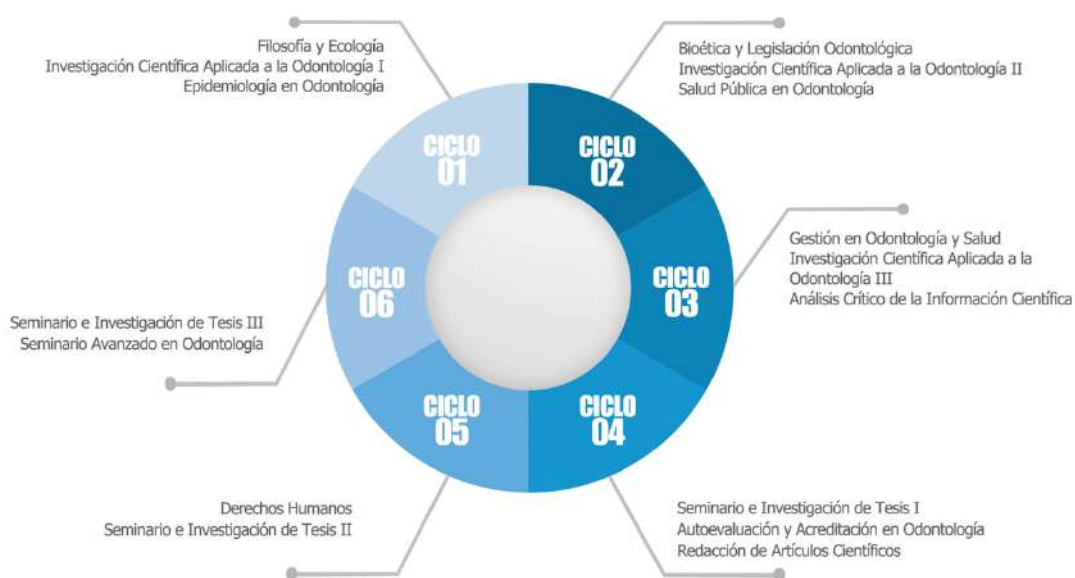 CICLO
01
Filosofía y Ecología
Investigación Científica Aplicada a la Odontología I
Epidemiología en Odontología
CICLO
02
Bioética y Legislación Odontológica
Investigación Científica Aplicada a la Odontología II
Salud Pública en Odontología
CICLO
03
Gestión en Odontología y Salud
Investigación Científica Aplicada a la
Odontología III
Análisis Crítico de la Información Científica
CICLO
04
Seminario e Investigación de Tesis I
Autoevaluación y Acreditación en Odontología
Redacción de Artículos Científicos
CICLO
05
Derechos Humanos
Seminario e Investigación de Tesis II
CICLO
06
Seminario e Investigación de Tesis III
Seminario Avanzado en Odontología